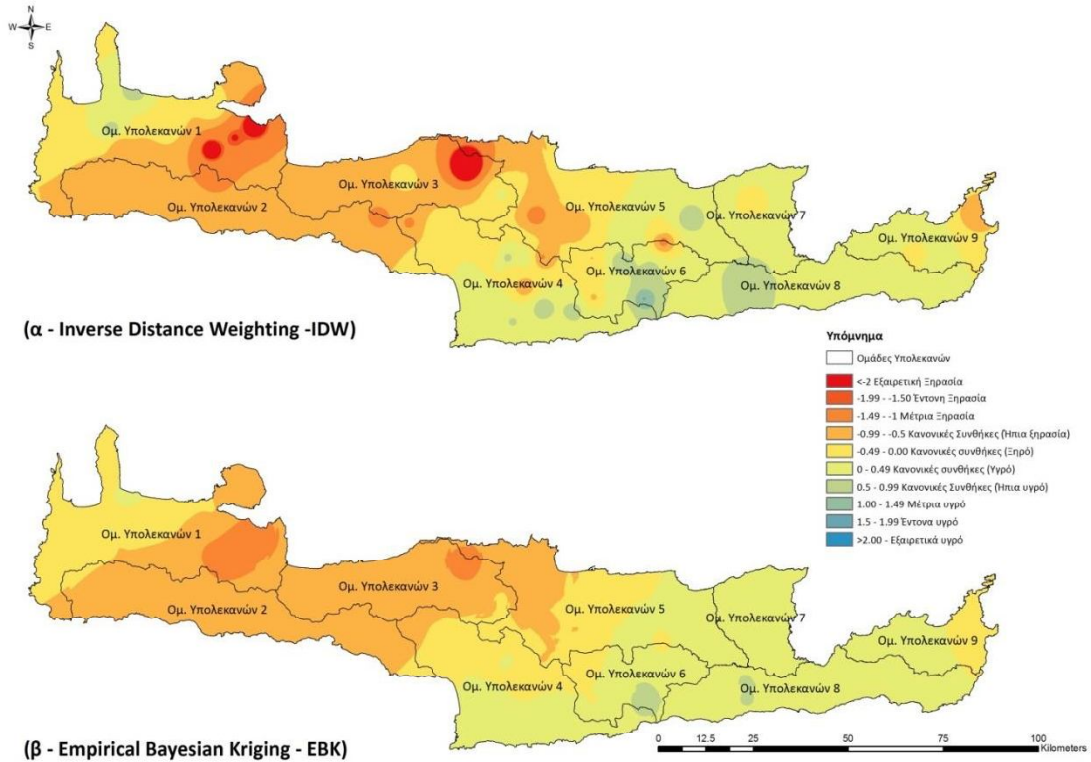 N
W E
S
Ομ. Υπολεκανών 1
Ομ. Υπολεκανών 2
Ομ. Υπολεκανών 3
Ομ. Υπολεκανών 4
Ομ. Υπολεκανών 5
Ομ. Υπολεκανών 6
Ομ. Υπολεκανών 7
Ομ. Υπολεκανών 8
Ομ. Υπολεκανών 9
(α - Inverse Distance Weighting -IDW)
Υπόμνημα
Ομάδες Υπολεκανών
<-2 Εξαιρετική Ξηρασία
-1.99 - -1.50 Έντονη Ξηρασία
-1.49 - -1 Μέτρια Ξηρασία
-0.99 - -0.5 Κανονικές Συνθήκες (Ήπια ξηρασία)
-0.49 - 0.00 Κανονικές συνθήκες (Ξηρό)
0 - 0.49 Κανονικές συνθήκες (Υγρό)
0.5 - 0.99 Κανονικές Συνθήκες (Ήπια υγρό)
1.00 - 1.49 Μέτρια υγρό
1.5 - 1.99 Έντονα υγρό
>2.00 - Εξαιρετικά υγρό
Ομ. Υπολεκανών 1
Ομ. Υπολεκανών 2
Ομ. Υπολεκανών 3
Ομ. Υπολεκανών 4
Ομ. Υπολεκανών 5
Ομ. Υπολεκανών 6
Ομ. Υπολεκανών 7
Ομ. Υπολεκανών 8
Ομ. Υπολεκανών 9
(β - Empirical Bayesian Kriging - EBK)
0 12.5 25 50 75 100
Kilometers